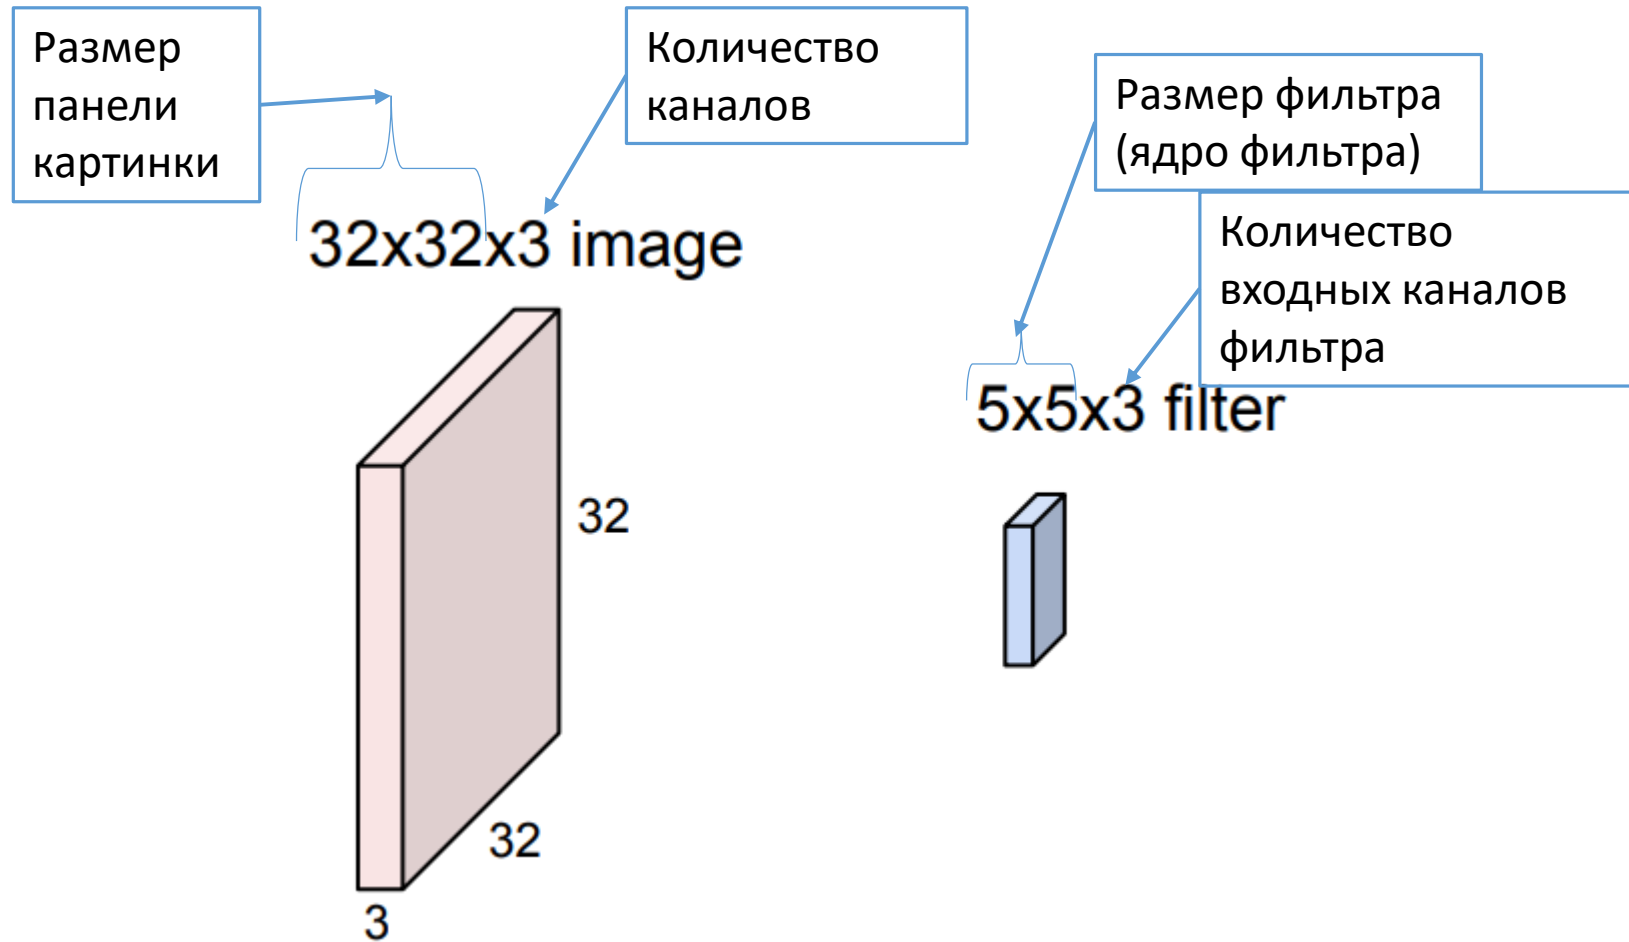 Размер
панели
картинки
Количество
каналов
Размер фильтра
(ядро фильтра)
Количество
входных каналов
фильтра
32x32x3 image
5x5x3 filter
32
32
3